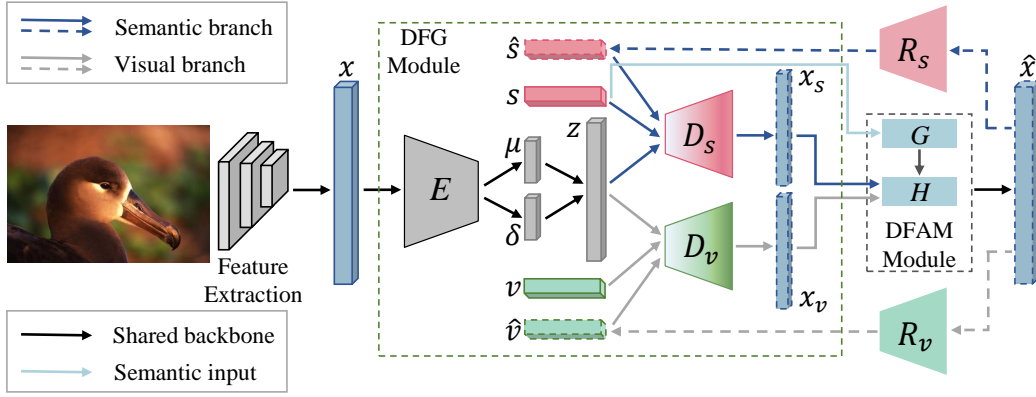 Semantic branch
Visual branch
DFG
Module
x
ŝ
s
μ
δ
z
E
D_s
D_v
v
v̂
x_s
x_v
R_s
R_v
G
H
DFAM
Module
x̂
Feature
Extraction
Shared backbone
Semantic input